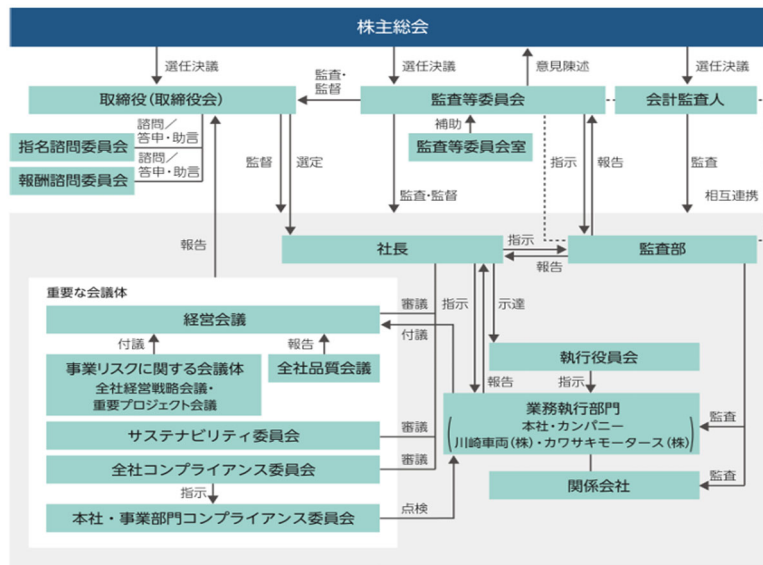 株主総会
選任決議
選任決議
意見陳述
選任決議
取締役(取締役会)
監査・
監督
監査等委員会
会計監査人
諮問/
答申・助言
指名諮問委員会
諮問/
答申・助言
報酬諮問委員会
補助
監査等委員会室
監督
選定
監査・監督
指示
報告
監査
相互連携
報告
社長
指示
報告
監査部
重要な会議体
経営会議
審議
指示
示達
付議
付議
報告
事業リスクに関する会議体
全社経営戦略会議・
重要プロジェクト会議
全社品質会議
執行役員会
指示
報告
業務執行部門
本社・カンパニー
川崎車両(株)・カワサキモータース(株)
監査
サステナビリティ委員会
審議
全社コンプライアンス委員会
審議
関係会社
監査
指示
本社・事業部門コンプライアンス委員会
点検